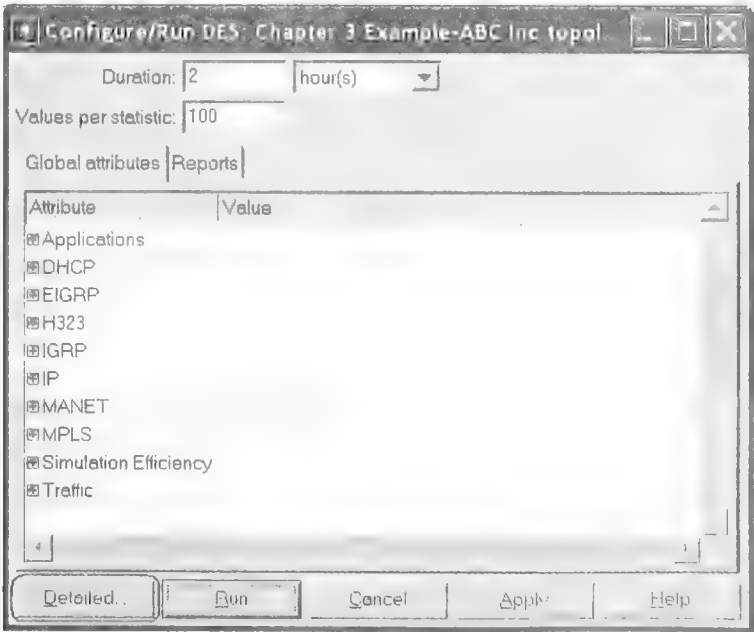 Configure/Run DES: Chapter 3 Example-ABC Inc topol
Duration: 2 hour(s)
Values per statistic: 100
Global attributes Reports
Attribute Value
Applications
DHCP
EIGRP
H323
IGRP
IP
MANET
MPLS
Simulation Efficiency
Traffic
Detailed... Run Cancel Apply Help